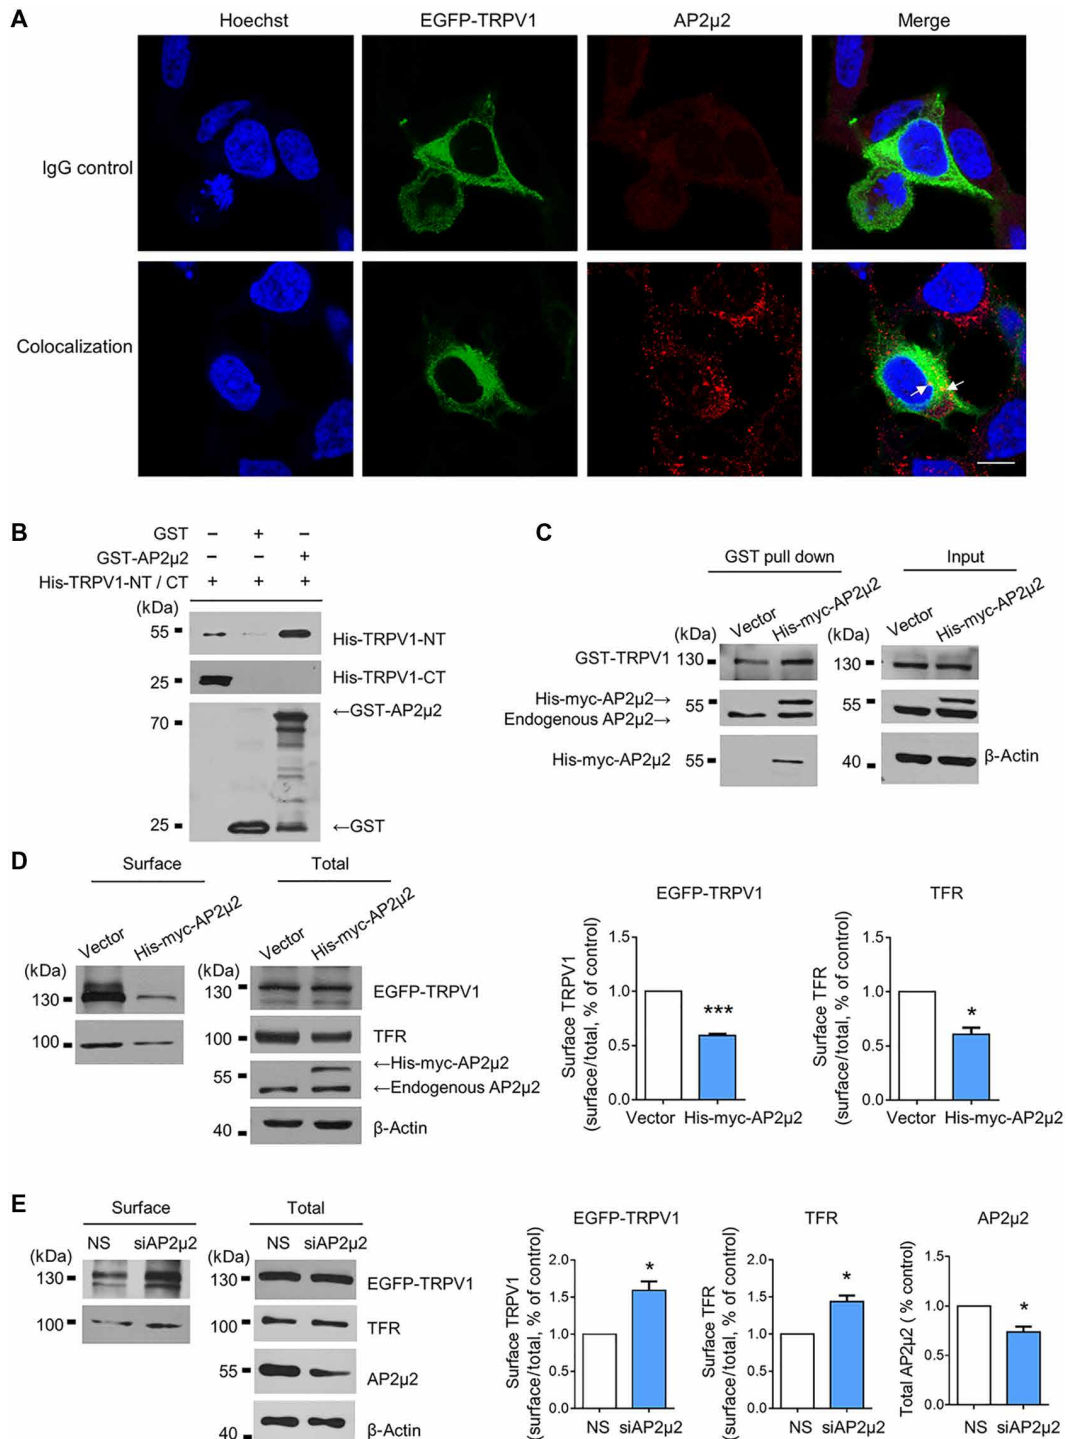 A
Hoechst EGFP-TRPV1 AP2μ2 Merge
IgG control
Colocalization
B
GST – + –
GST-AP2μ2 – – +
His-TRPV1-NT / CT + + +
(kDa)
55 His-TRPV1-NT
25 His-TRPV1-CT
70 ←GST-AP2μ2
25 ←GST
C
GST pull down Input
Vector His-myc-AP2μ2 Vector His-myc-AP2μ2
(kDa) (kDa)
GST-TRPV1 130 130
His-myc-AP2μ2→ 55 55
Endogenous AP2μ2→
His-myc-AP2μ2 55 40 β-Actin
D
Surface Total
Vector His-myc-AP2μ2 Vector His-myc-AP2μ2
(kDa) (kDa)
130 130 EGFP-TRPV1
100 100 TFR
←His-myc-AP2μ2
55 ←Endogenous AP2μ2
40 β-Actin
EGFP-TRPV1
Surface TRPV1
(surface/total, % of control)
1.5
1.0
0.5
0.0
***
Vector His-myc-AP2μ2
TFR
Surface TFR
(surface/total, % of control)
1.5
1.0
0.5
0.0
*
Vector His-myc-AP2μ2
E
Surface Total
NS siAP2μ2 NS siAP2μ2
(kDa) (kDa)
130 130 EGFP-TRPV1
100 100 TFR
55 AP2μ2
40 β-Actin
EGFP-TRPV1
Surface TRPV1
(surface/total, % of control)
2.0
1.5
1.0
0.5
0.0
*
NS siAP2μ2
TFR
Surface TFR
(surface/total, % of control)
2.0
1.5
1.0
0.5
0.0
*
NS siAP2μ2
AP2μ2
Total AP2μ2 ( % control)
1.5
1.0
0.5
0.0
*
NS siAP2μ2